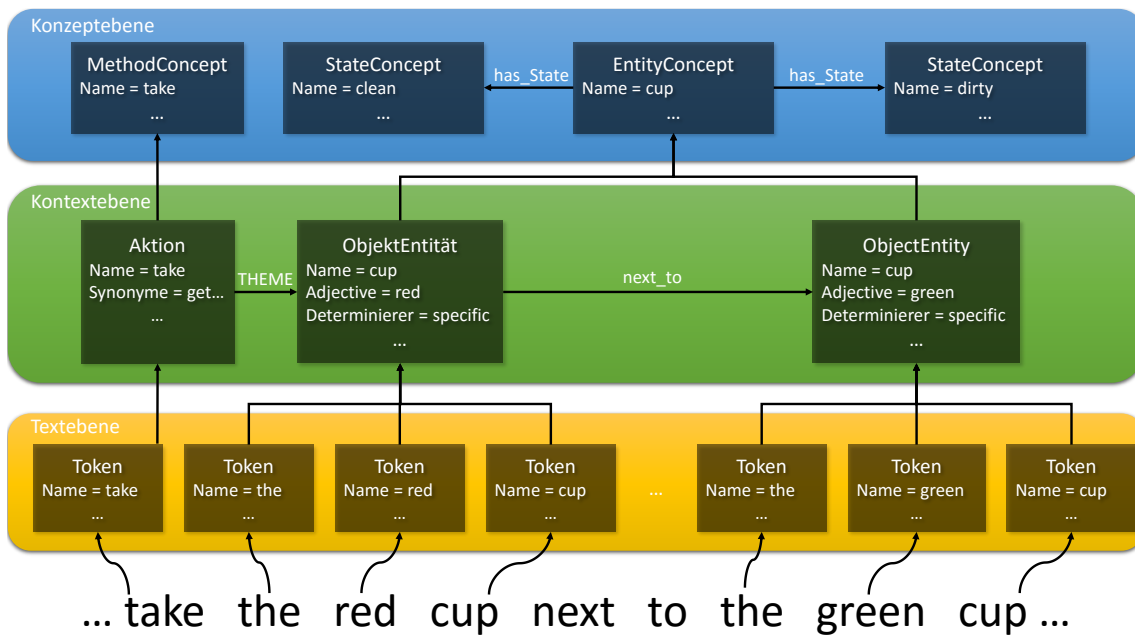 Konzeptebene
MethodConcept
Name = take
...
StateConcept
Name = clean
...
has_State
EntityConcept
Name = cup
...
has_State
StateConcept
Name = dirty
...
Kontextebene
Aktion
Name = take
Synonyme = get...
...
THEME
ObjektEntität
Name = cup
Adjective = red
Determinierer = specific
...
next_to
ObjectEntity
Name = cup
Adjective = green
Determinierer = specific
...
Textebene
Token
Name = take
...
Token
Name = the
...
Token
Name = red
...
Token
Name = cup
...
...
Token
Name = the
...
Token
Name = green
...
Token
Name = cup
...
... take the red cup next to the green cup ...